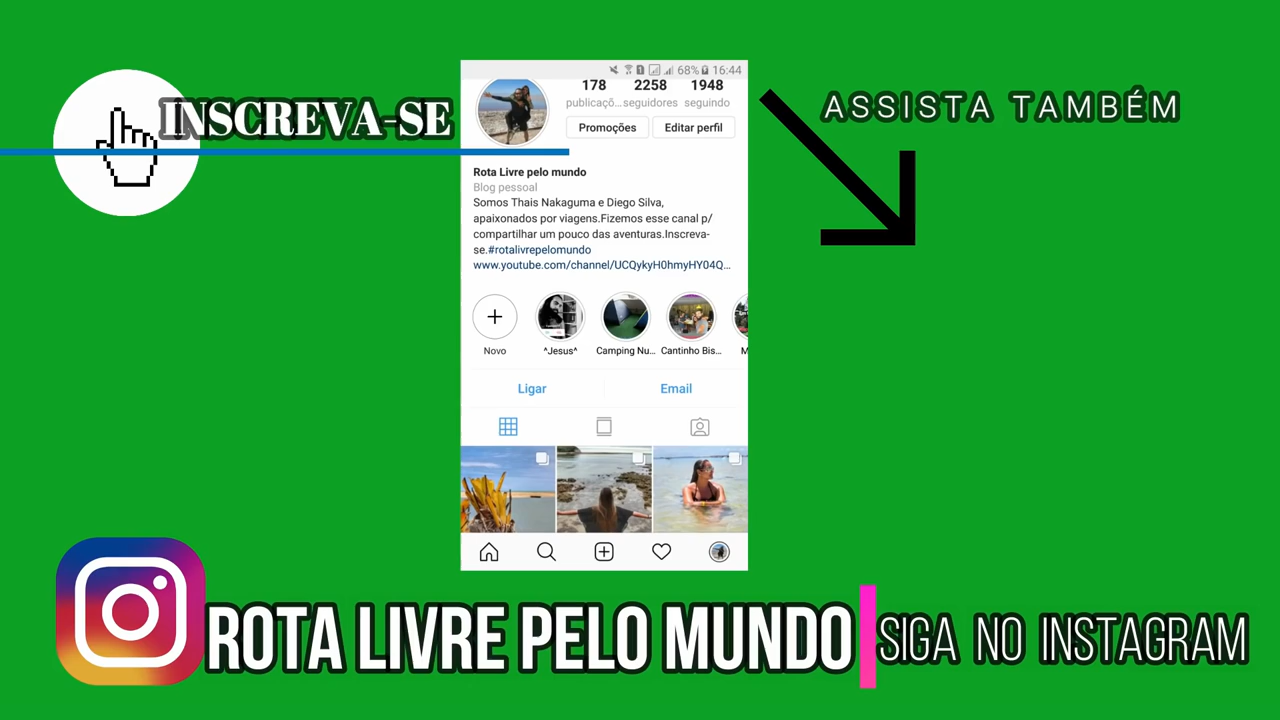 INSCREVA-SE
ASSISTA TAMBÉM
68% 16:44
178 2258 1948
publicaçõ... seguidores seguindo
Promoções Editar perfil
Rota Livre pelo mundo
Blog pessoal
Somos Thais Nakaguma e Diego Silva,
apaixonados por viagens.Fizemos esse canal p/
compartilhar um pouco das aventuras.Inscreva-
se.#rotalivrepelomundo
www.youtube.com/channel/UCQykyH0hmyHY04Q...
Novo ^Jesus^ Camping Nu... Cantinho Bis... M
Ligar Email
ROTA LIVRE PELO MUNDO
SIGA NO INSTAGRAM